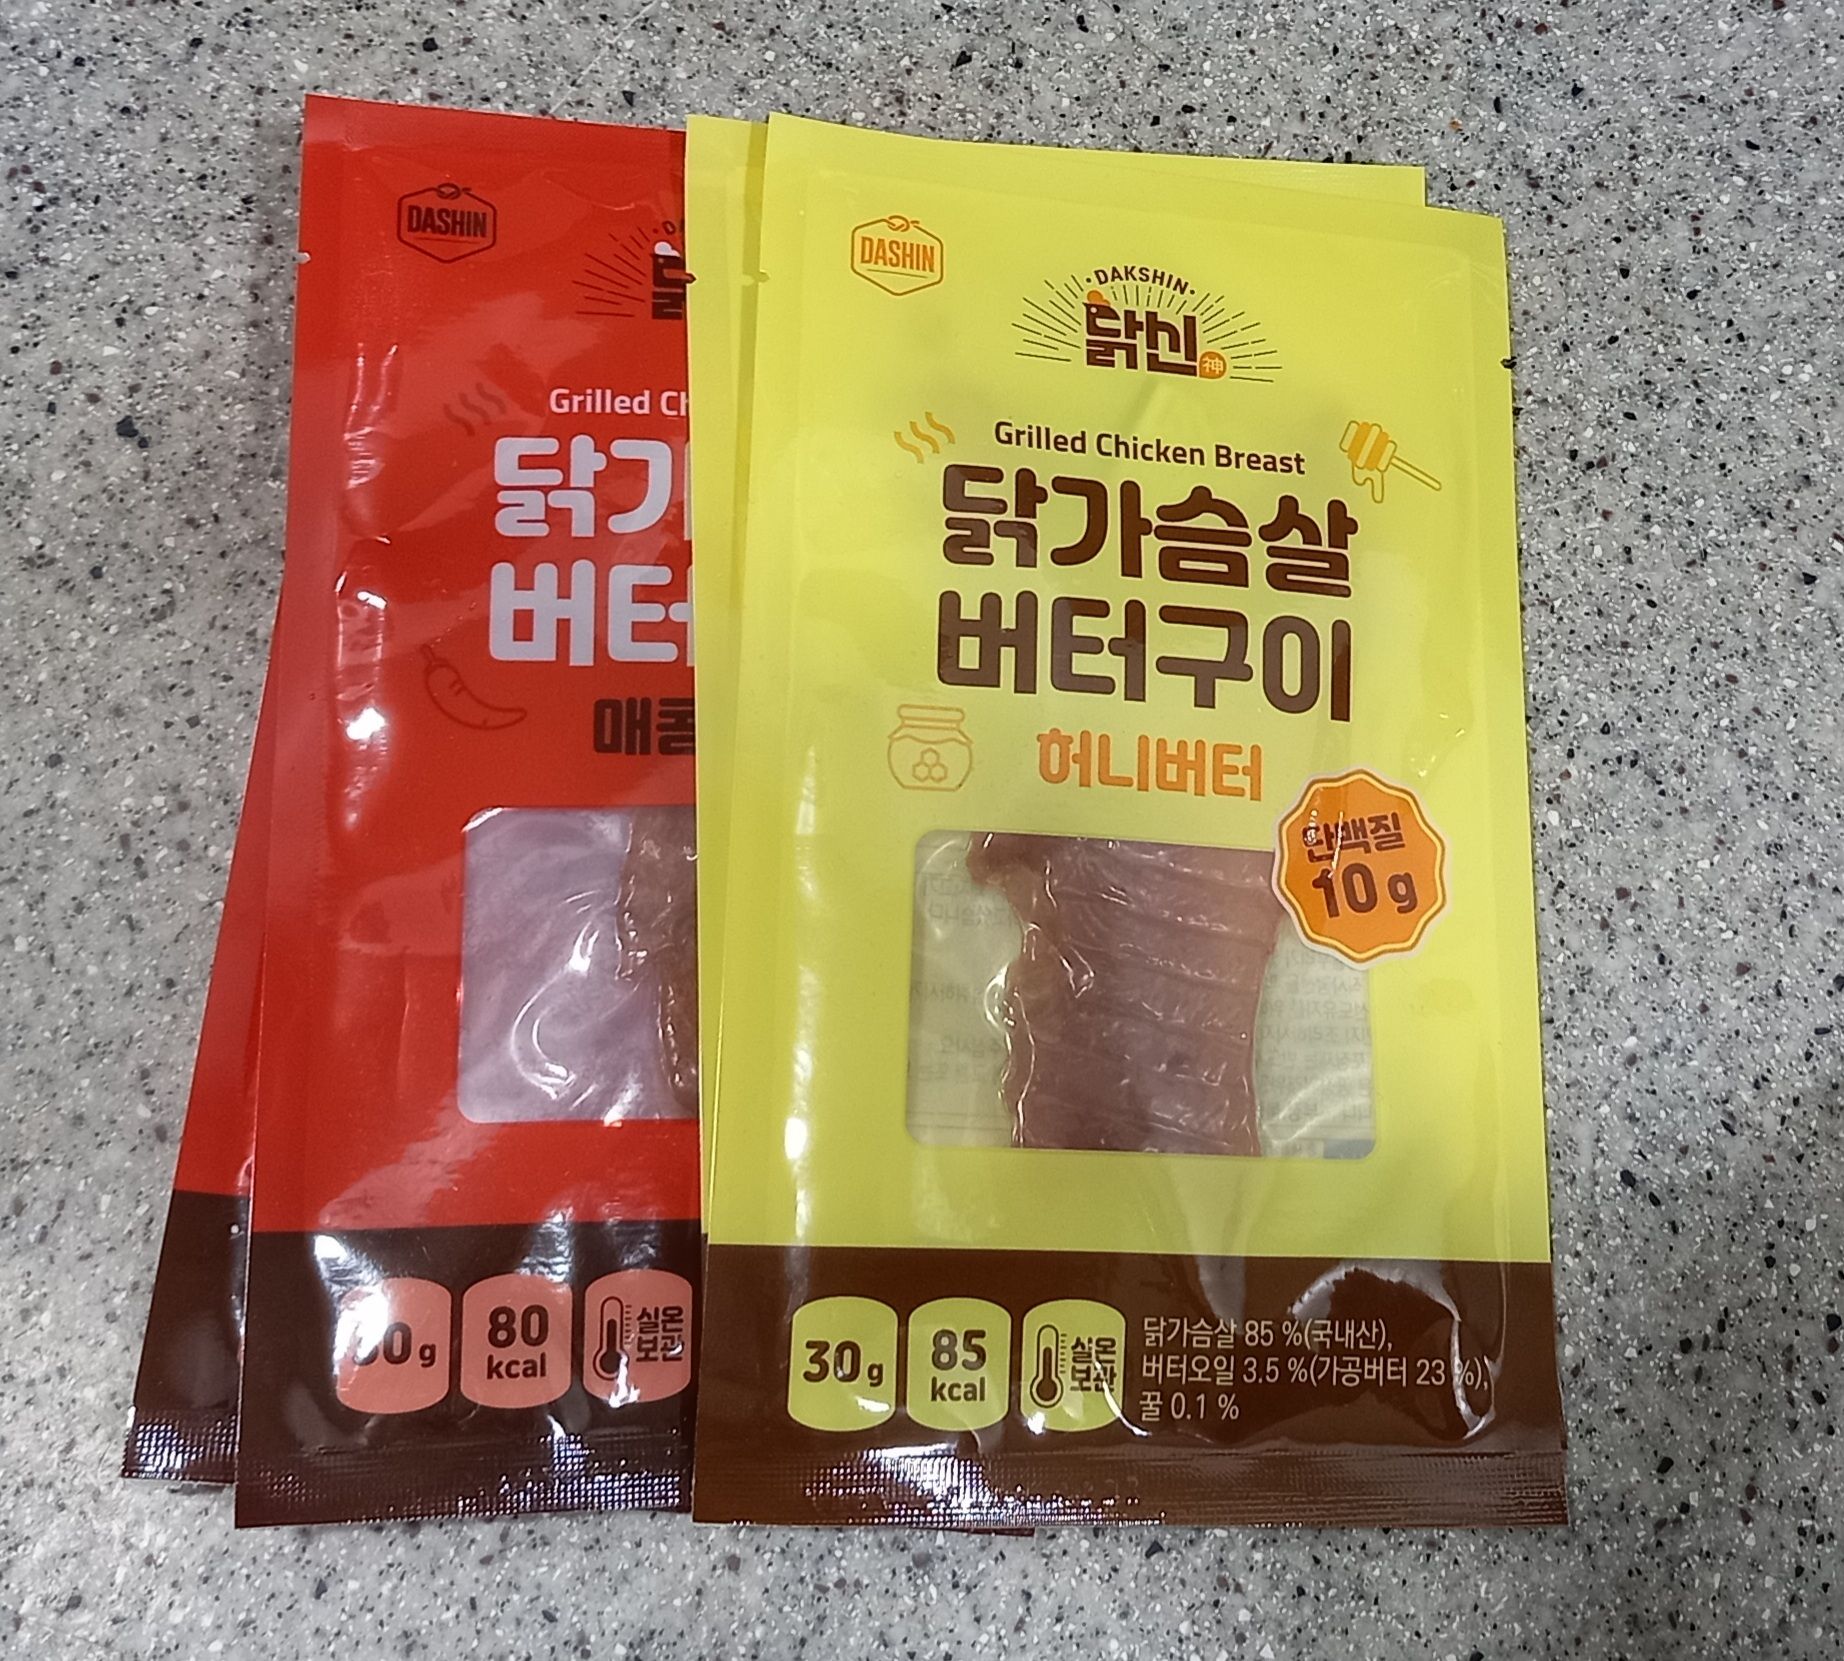 DASHIN
Grilled Ch
닭가
버터
매콤
80
kcal
실온
보관
DASHIN
DAKSHIN
닭신
神
Grilled Chicken Breast
닭가슴살
버터구이
허니버터
단백질
10 g
30 g
85
kcal
실온
보관
닭가슴살 85 %(국내산),
버터오일 3.5 %(가공버터 23 %),
꿀 0.1 %